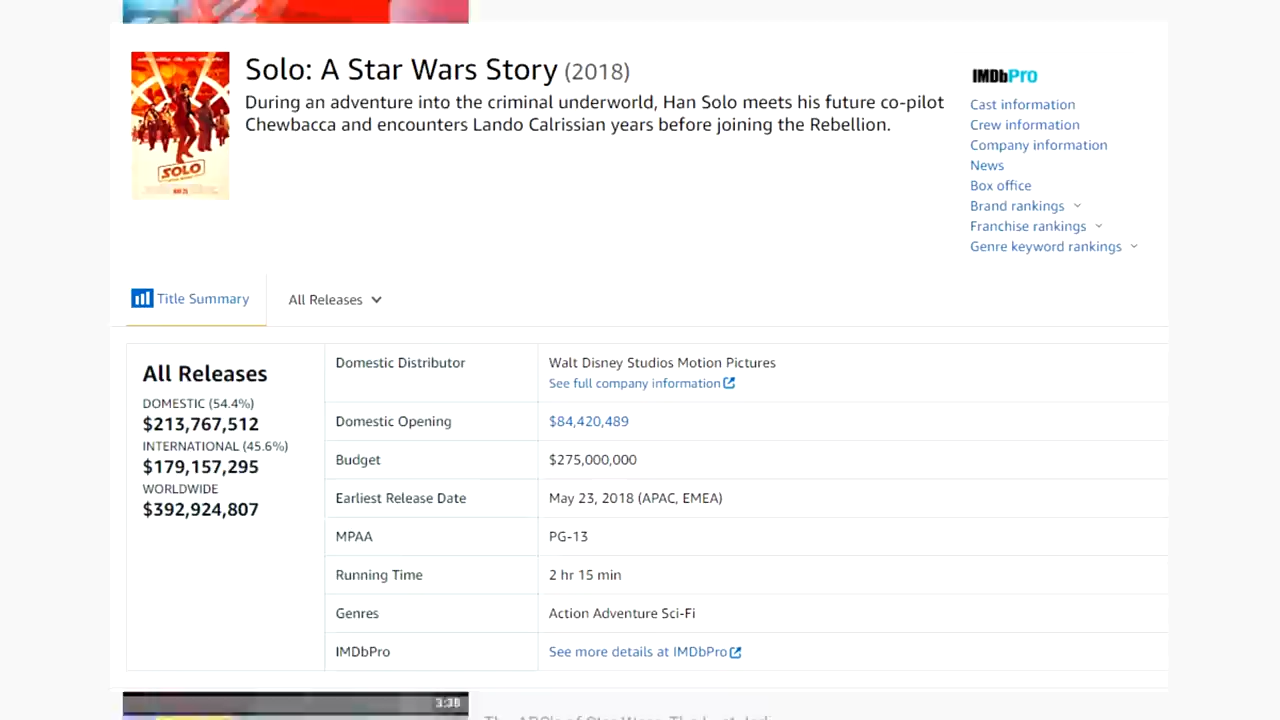 Solo: A Star Wars Story (2018)
During an adventure into the criminal underworld, Han Solo meets his future co-pilot
Chewbacca and encounters Lando Calrissian years before joining the Rebellion.
SOLO
IMDbPro
Cast information
Crew information
Company information
News
Box office
Brand rankings
Franchise rankings
Genre keyword rankings
Title Summary
All Releases
All Releases
DOMESTIC (54.4%)
$213,767,512
INTERNATIONAL (45.6%)
$179,157,295
WORLDWIDE
$392,924,807
Domestic Distributor
Walt Disney Studios Motion Pictures
See full company information
Domestic Opening
$84,420,489
Budget
$275,000,000
Earliest Release Date
May 23, 2018 (APAC, EMEA)
MPAA
PG-13
Running Time
2 hr 15 min
Genres
Action Adventure Sci-Fi
IMDbPro
See more details at IMDbPro
3:38